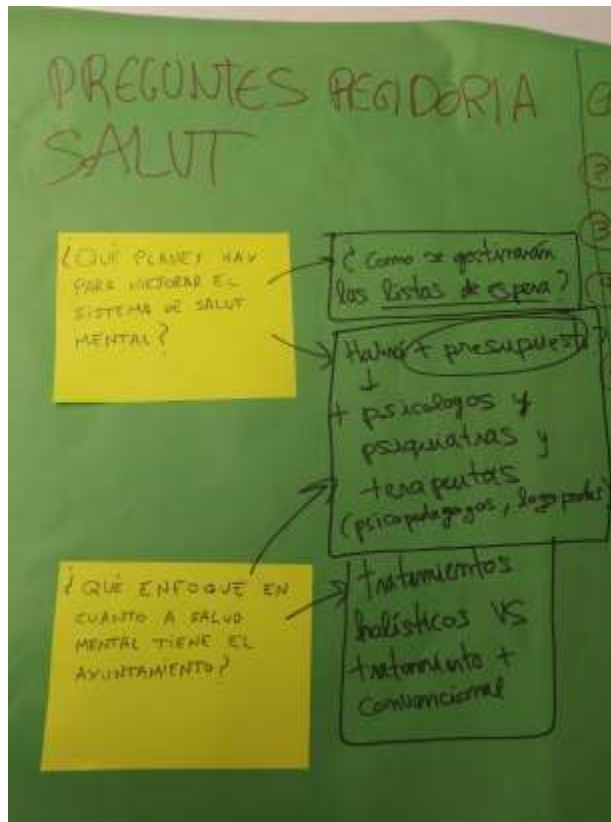 PREGUNTES REGIDORIA
SALUT
¿QUÉ PLANES HAY
PARA MEJORAR EL
SISTEMA DE SALUT
MENTAL?
¿Como se gestionarán
las listas de espera?
Habrá + presupuesto?
↓
+ psicologos y
psiquiatras y
terapeutas
(psicopedagogos, logopedas)
¿QUÉ ENFOQUE EN
CUANTO A SALUD
MENTAL TIENE EL
AYUNTAMIENTO?
tratamientos
holísticos VS
tratamiento +
convencional